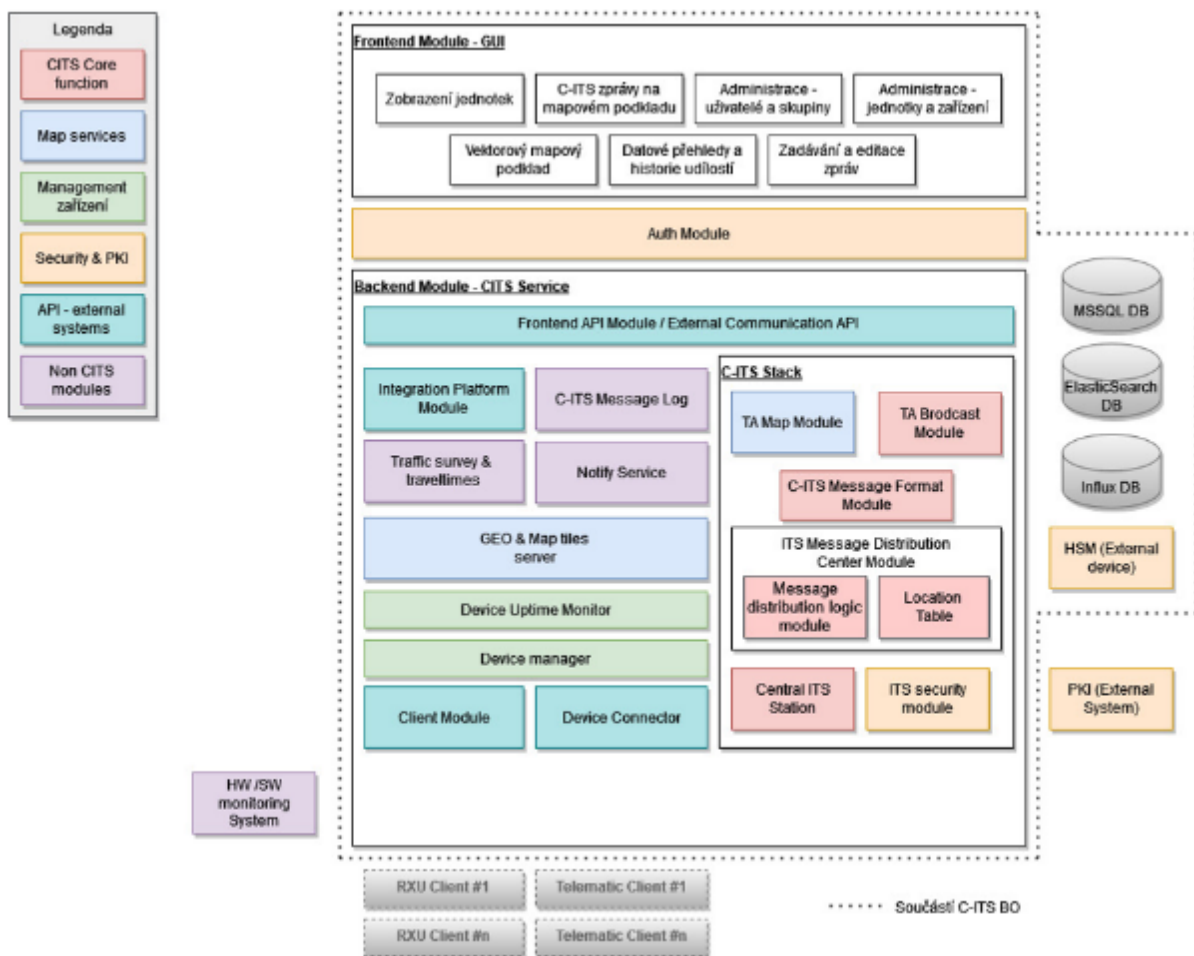 Legenda
CITS Core
function
Map services
Management
zařízení
Security & PKI
API - external
systems
Non CITS
modules
Frontend Module - GUI
Zobrazení jednotek
C-ITS zprávy na
mapovém podkladu
Administrace -
uživatelé a skupiny
Administrace -
jednotky a zařízení
Vektorový mapový
podklad
Datové přehledy a
historie udílostí
Zadávání a editace
zpráv
Auth Module
Backend Module - CITS Service
Frontend API Module / External Communication API
Integration Platform
Module
C-ITS Message Log
Traffic survey &
traveltimes
Notify Service
GEO & Map tiles
server
Device Uptime Monitor
Device manager
Client Module
Device Connector
C-ITS Stack
TA Map Module
TA Brodcast
Module
C-ITS Message Format
Module
ITS Message Distribution
Center Module
Message
distribution logic
module
Location
Table
Central ITS
Station
ITS security
module
MSSQL DB
ElasticSearch
DB
Influx DB
HSM (External
device)
PKI (External
System)
HW /SW
monitoring
System
RXU Client #1
Telematic Client #1
RXU Client #n
Telematic Client #n
Součástí C-ITS BO